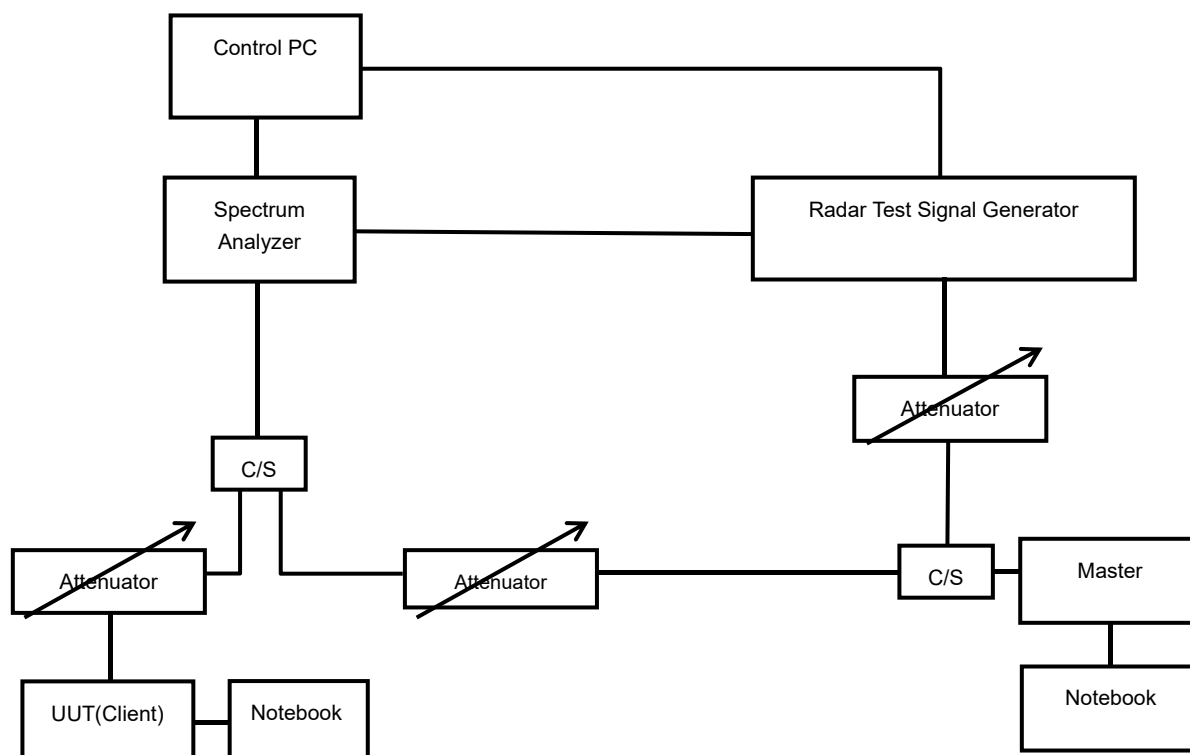 Control PC
Spectrum
Analyzer
Radar Test Signal Generator
Attenuator
C/S
Attenuator
Attenuator
C/S
Master
UUT(Client)
Notebook
Notebook